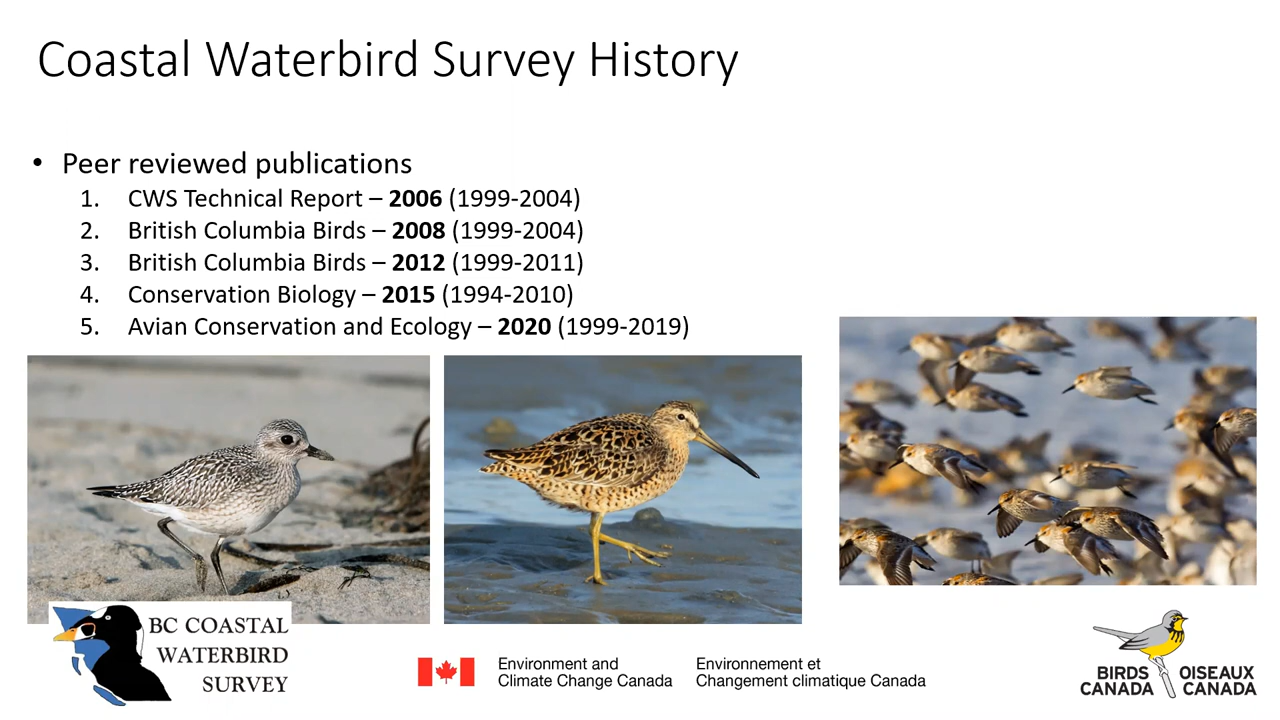 Coastal Waterbird Survey History
• Peer reviewed publications
1. CWS Technical Report – 2006 (1999-2004)
2. British Columbia Birds – 2008 (1999-2004)
3. British Columbia Birds – 2012 (1999-2011)
4. Conservation Biology – 2015 (1994-2010)
5. Avian Conservation and Ecology – 2020 (1999-2019)
BC COASTAL
WATERBIRD
SURVEY
Environment and
Climate Change Canada
Environnement et
Changement climatique Canada
BIRDS
CANADA
OISEAUX
CANADA